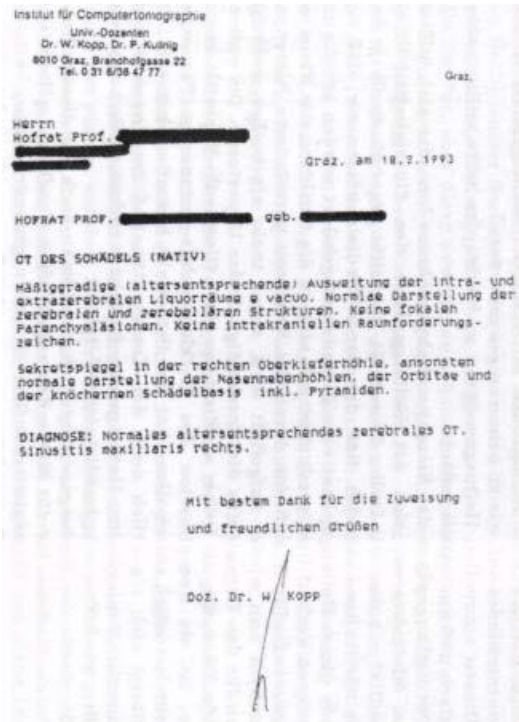 Institut für Computertomographie
Univ.-Dozenten
Dr. W. Kopp, Dr. P. Kullnig
8010 Graz, Brandhofgasse 22
Tel. 0 31 6/38 47 77
Graz,
Herrn
Hofrat Prof.
Graz, am 18.2.1993
HOFRAT PROF. geb.
CT DES SCHÄDELS (NATIV)
Mäßiggradige (altersentsprechende) Ausweitung der intra- und
extrazerebralen Liquorräume e vacuo. Normlae Darstellung der
zerebralen und zerebellären Strukturen. Keine fokalen
Parenchymläsionen. Keine intrakraniellen Raumforderungs-
zeichen.
Sekretspiegel in der rechten Oberkieferhöhle, ansonsten
normale Darstellung der Nasennebenhöhlen, der Orbitae und
der knöchernen Schädelbasis inkl. Pyramiden.
DIAGNOSE: Normales altersentsprechendes zerebrales CT.
Sinusitis maxillaris rechts.
Mit bestem Dank für die Zuweisung
und freundlichen Grüßen
Doz. Dr. W. Kopp